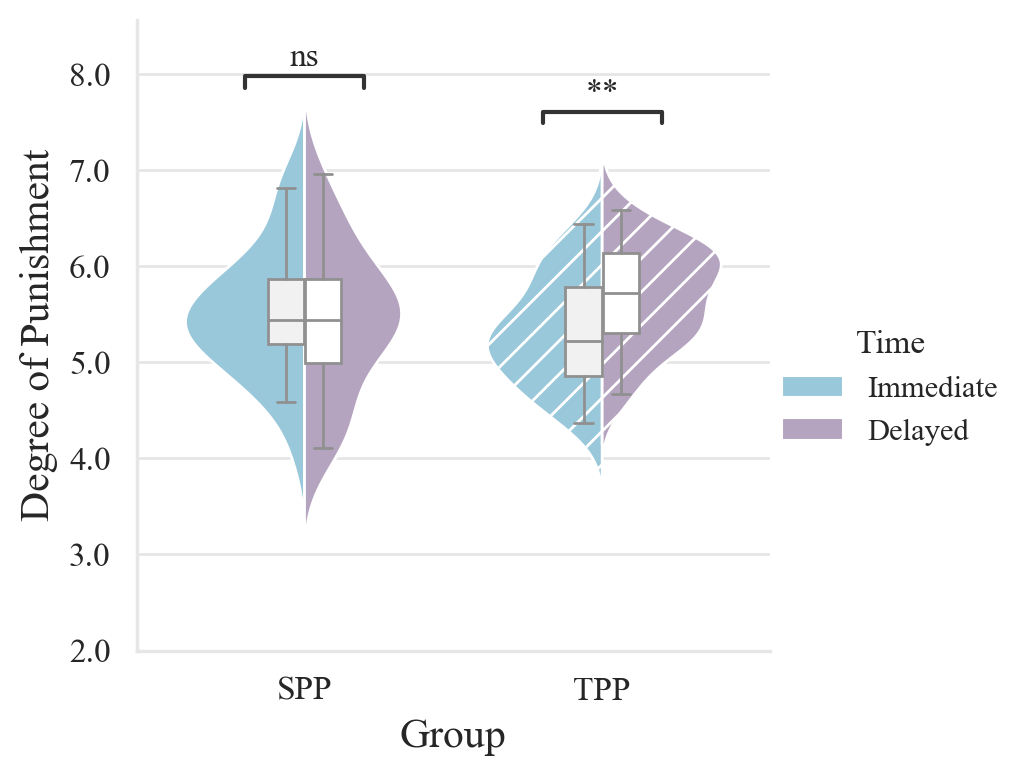 ns
**
8.0
7.0
6.0
5.0
4.0
3.0
2.0
Degree of Punishment
SPP
TPP
Group
Time
Immediate
Delayed